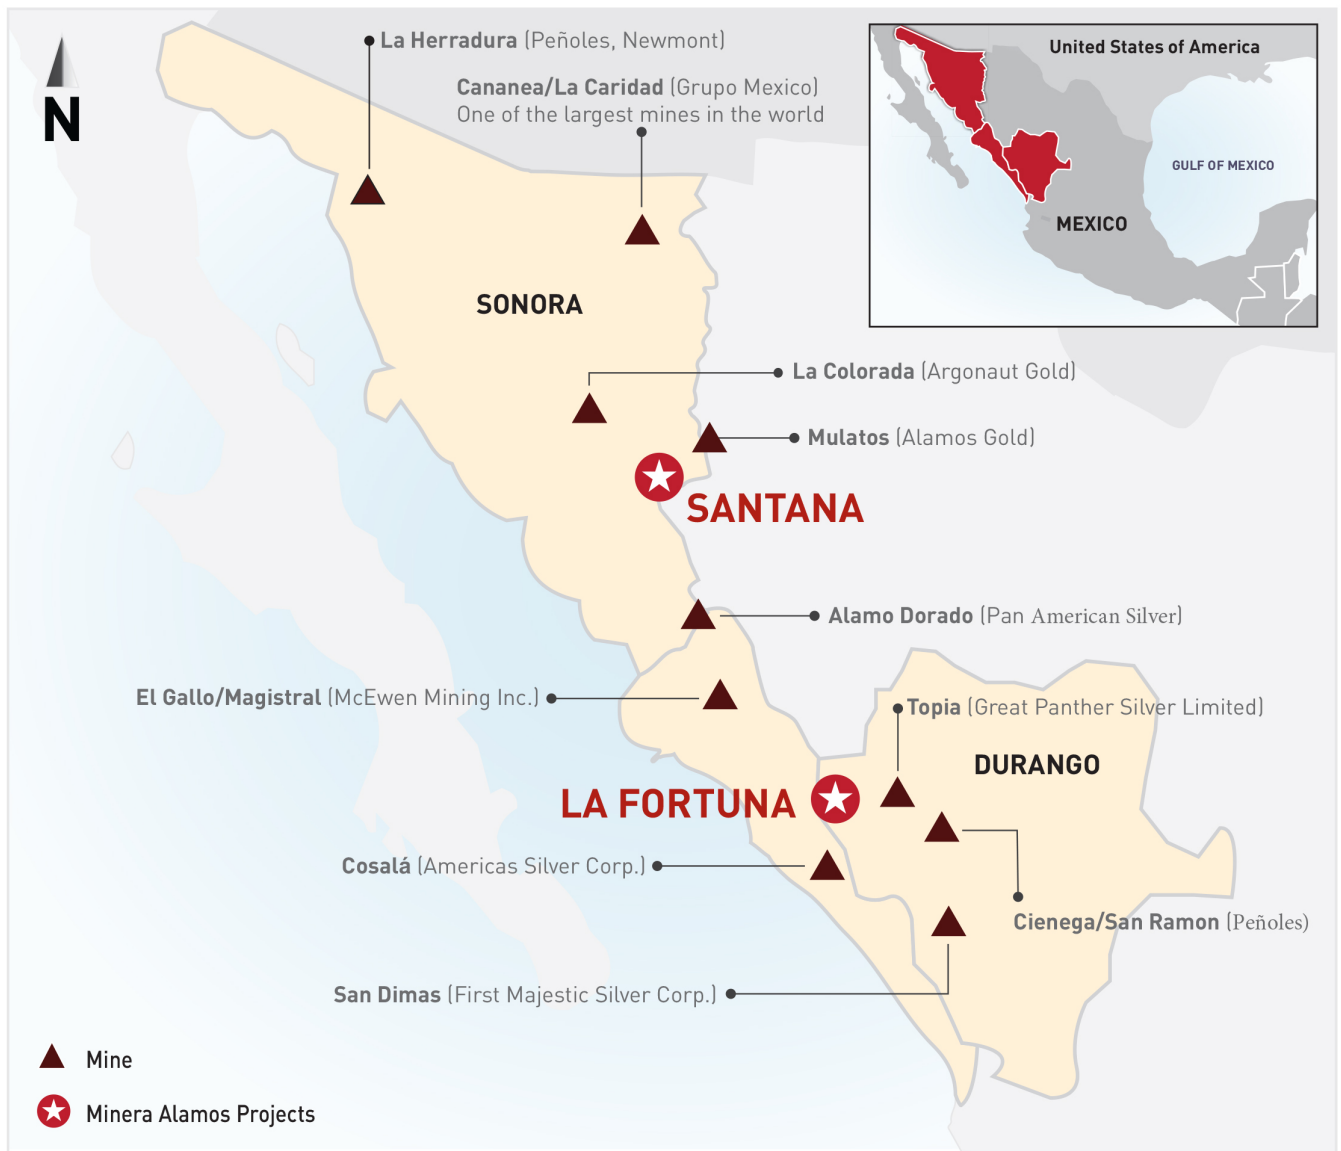 La Herradura (Peñoles, Newmont)
Cananea/La Caridad (Grupo Mexico)
One of the largest mines in the world
United States of America
GULF OF MEXICO
MEXICO
N
SONORA
La Colorada (Argonaut Gold)
Mulatos (Alamos Gold)
SANTANA
Alamo Dorado (Pan American Silver)
El Gallo/Magistral (McEwen Mining Inc.)
Topia (Great Panther Silver Limited)
DURANGO
LA FORTUNA
Cosalá (Americas Silver Corp.)
Cienega/San Ramon (Peñoles)
San Dimas (First Majestic Silver Corp.)
Mine
Minera Alamos Projects